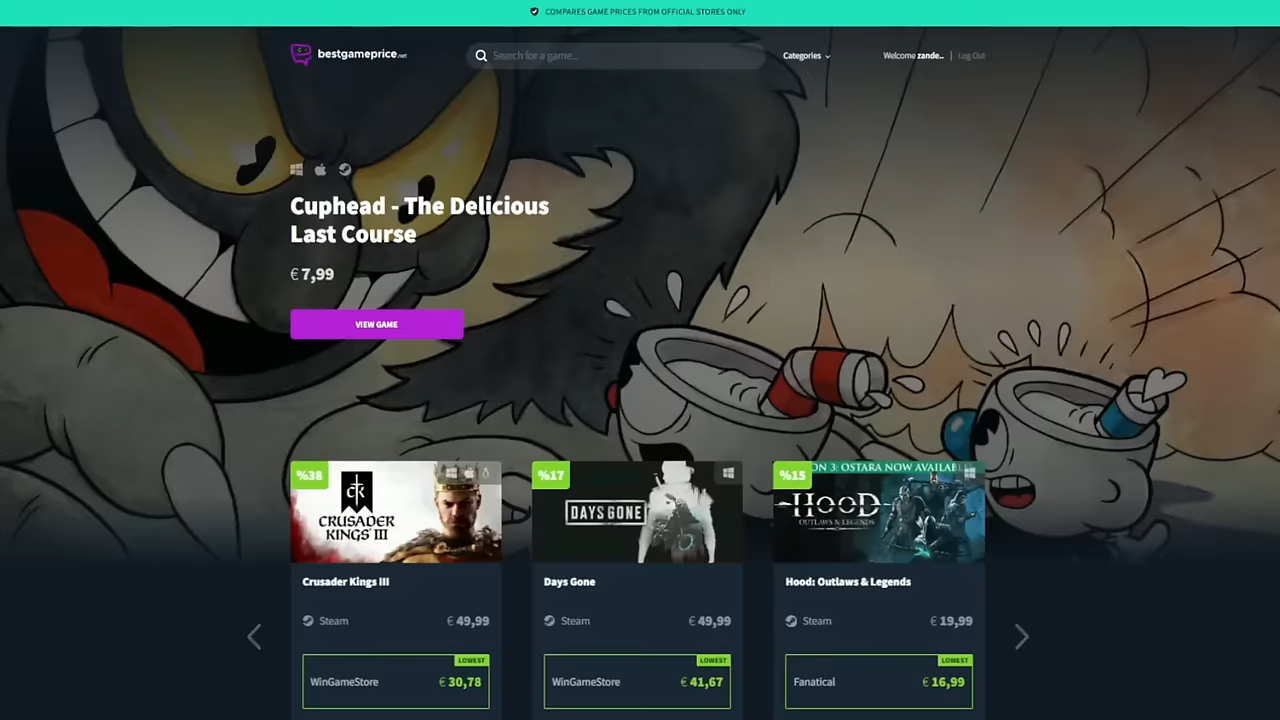 COMPARES GAME PRICES FROM OFFICIAL STORES ONLY
bestgameprice.net
Search for a game...
Categories
Welcome zande.. | Log Out
Cuphead - The Delicious
Last Course
€ 7,99
VIEW GAME
%38
CRUSADER
KINGS III
%17
DAYS GONE
%15
ON 3: OSTARA NOW AVAILABL
HOOD
OUTLAWS & LEGENDS
Crusader Kings III
Days Gone
Hood: Outlaws & Legends
Steam € 49,99
Steam € 49,99
Steam € 19,99
LOWEST
LOWEST
LOWEST
WinGameStore € 30,78
WinGameStore € 41,67
Fanatical € 16,99